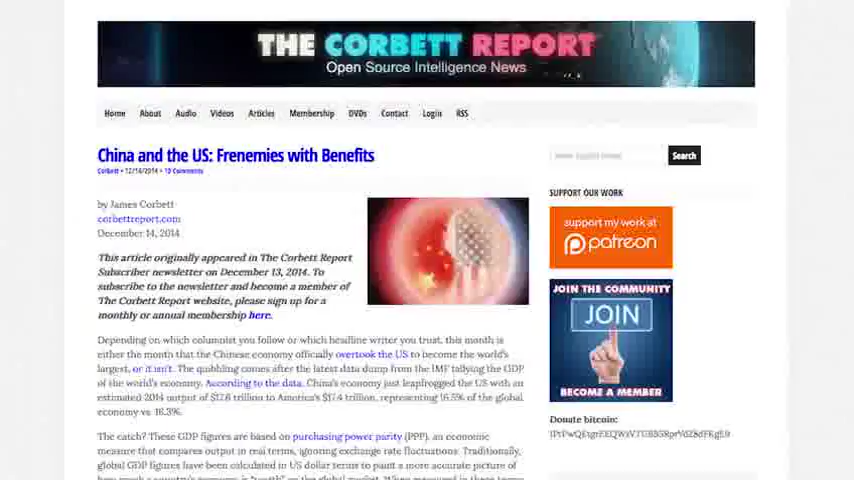 THE CORBETT REPORT
Open Source Intelligence News
Home About Audio Videos Articles Membership DVDs Contact Login RSS
China and the US: Frenemies with Benefits
Corbett • 12/14/2014 • 10 Comments
by James Corbett
corbettreport.com
December 14, 2014
This article originally appeared in The Corbett Report
Subscriber newsletter on December 13, 2014. To
subscribe to the newsletter and become a member of
The Corbett Report website, please sign up for a
monthly or annual membership here.
Depending on which columnist you follow or which headline writer you trust, this month is
either the month that the Chinese economy officially overtook the US to become the world's
largest, or it isn't. The quibbling comes after the latest data dump from the IMF tallying the GDP
of the world's economy. According to the data, China's economy just leapfrogged the US with an
estimated 2014 output of $17.6 trillion to America's $17.4 trillion, representing 16.5% of the global
economy vs. 16.3%.
The catch? These GDP figures are based on purchasing power parity (PPP), an economic
measure that compares output in real terms, ignoring exchange rate fluctuations. Traditionally,
global GDP figures have been calculated in US dollar terms to paint a more accurate picture of
Search
SUPPORT OUR WORK
support my work at
patreon
JOIN THE COMMUNITY
JOIN
BECOME A MEMBER
Donate bitcoin: